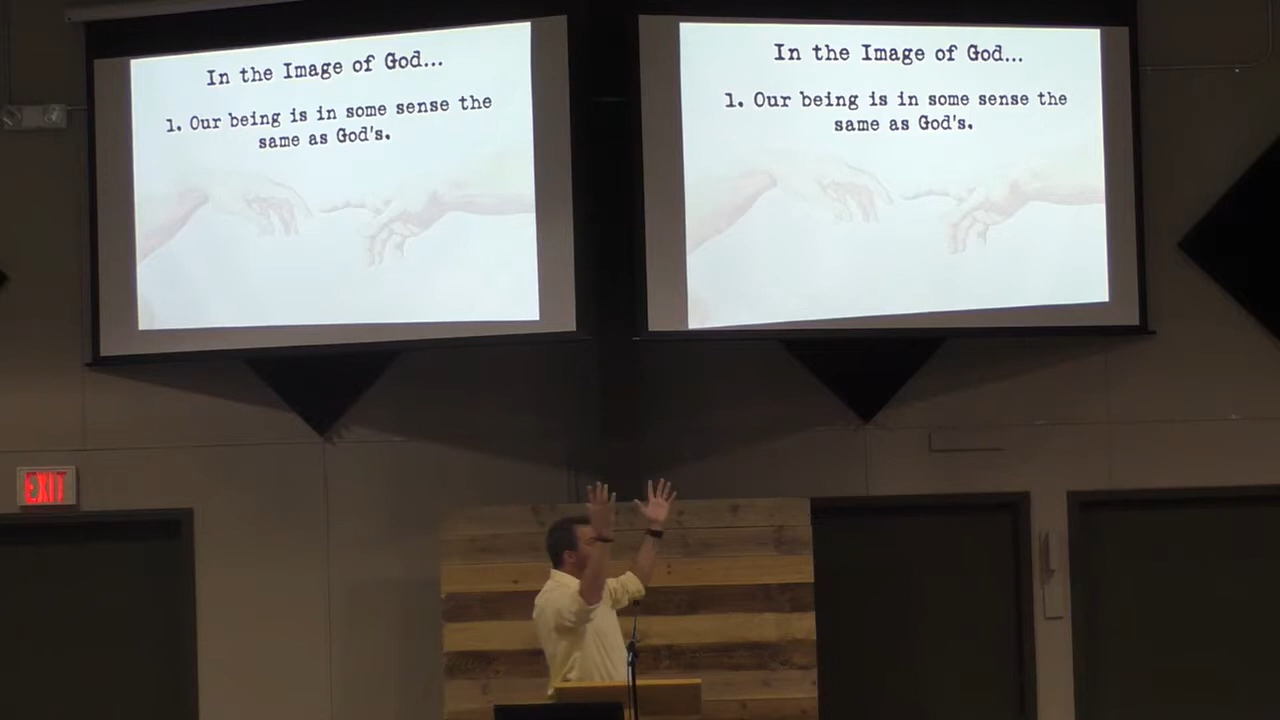 In the Image of God...
1. Our being is in some sense the
same as God's.
In the Image of God...
1. Our being is in some sense the
same as God's.
EXIT